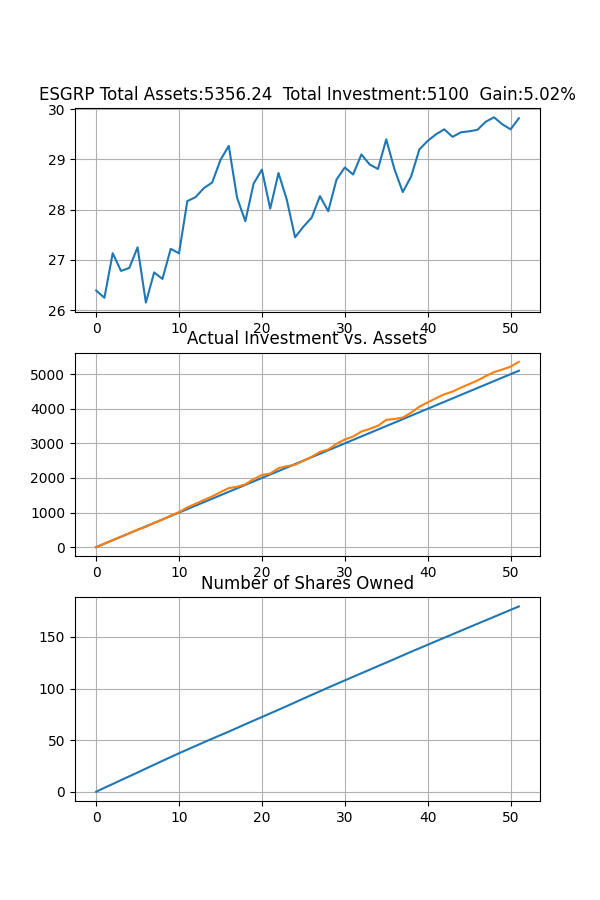 ESGRP Total Assets:5356.24  Total Investment:5100  Gain:5.02%
30
29
28
27
26
0 10 20 30 40 50
Actual Investment vs. Assets
5000
4000
3000
2000
1000
0
0 10 20 30 40 50
Number of Shares Owned
150
100
50
0
0 10 20 30 40 50